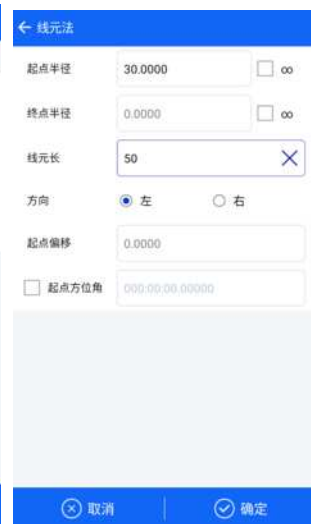 ← 线元法
起点半径 30.0000 ∞
终点半径 0.0000 ∞
线元长 50
方向 左 右
起点偏移 0.0000
起点方位角 000:00:00.00000
取消 确定